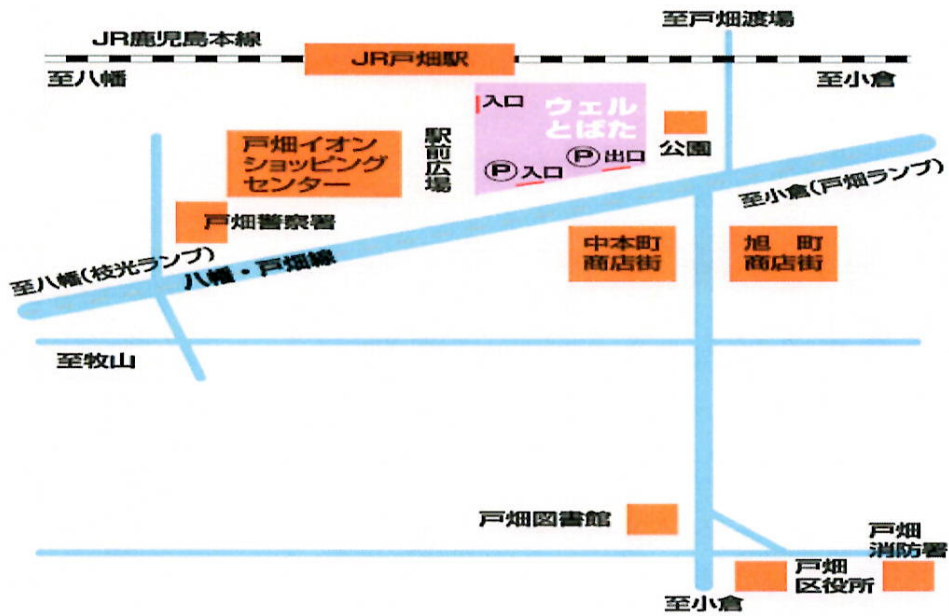 至戸畑渡場
JR鹿児島本線
JR戸畑駅
至八幡
至小倉
入口
ウェル
とばた
戸畑イオン
ショッピング
センター
駅前広場
公園
Ⓟ入口
Ⓟ出口
至小倉(戸畑ランプ)
戸畑警察署
中本町
商店街
旭 町
商店街
至八幡(枝光ランプ)
八幡・戸畑線
至牧山
戸畑図書館
戸畑
消防署
戸畑
区役所
至小倉